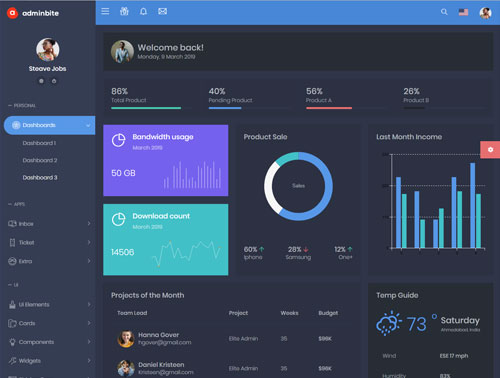 adminbite
Steave Jobs
PERSONAL
Dashboards
Dashboard 1
Dashboard 2
Dashboard 3
APPS
Inbox
Ticket
Extra
UI
Ui Elements
Cards
Components
Widgets
Welcome back!
Monday, 9 March 2019
86%
Total Product
40%
Pending Product
56%
Product A
26%
Product B
Bandwidth usage
March 2019
50 GB
Download count
March 2019
14506
Product Sale
Sales
60%
Iphone
28%
Samsung
12%
One+
Last Month Income
Projects of the Month
Team Lead Project Weeks Budget
Hanna Gover
hgover@gmail.com
Elite Admin 35 $96K
Daniel Kristeen
Kristeen@gmail.com
Elite Admin 35 $96K
Temp Guide
73 °
Saturday
Ahmedabad, India
Wind ESE 17 mph
Humidity 83%